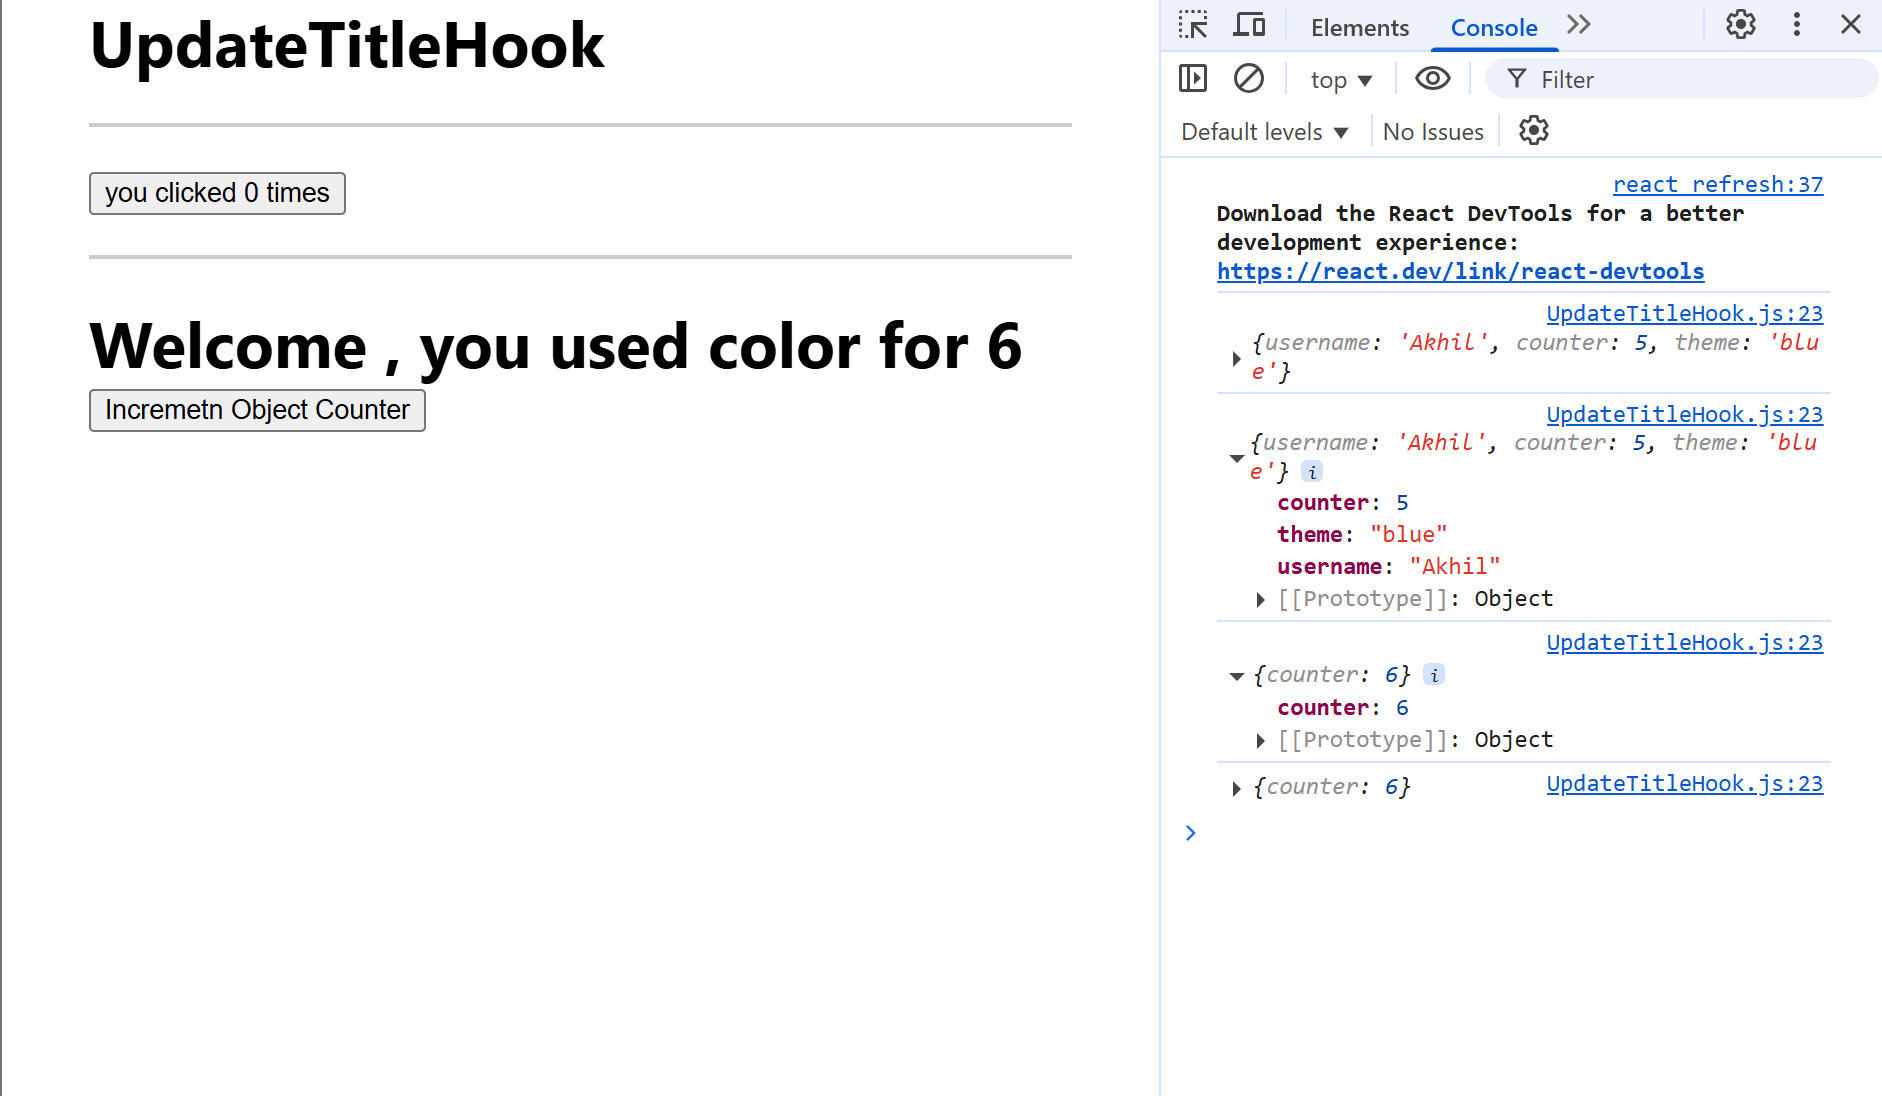 UpdateTitleHook
you clicked 0 times
Welcome , you used color for 6
Incremetn Object Counter
Elements Console
top Filter
Default levels No Issues
react refresh:37
Download the React DevTools for a better
development experience:
https://react.dev/link/react-devtools
UpdateTitleHook.js:23
{username: 'Akhil', counter: 5, theme: 'blu
e'}
UpdateTitleHook.js:23
{username: 'Akhil', counter: 5, theme: 'blu
e'} i
counter: 5
theme: "blue"
username: "Akhil"
[[Prototype]]: Object
UpdateTitleHook.js:23
{counter: 6} i
counter: 6
[[Prototype]]: Object
{counter: 6} UpdateTitleHook.js:23